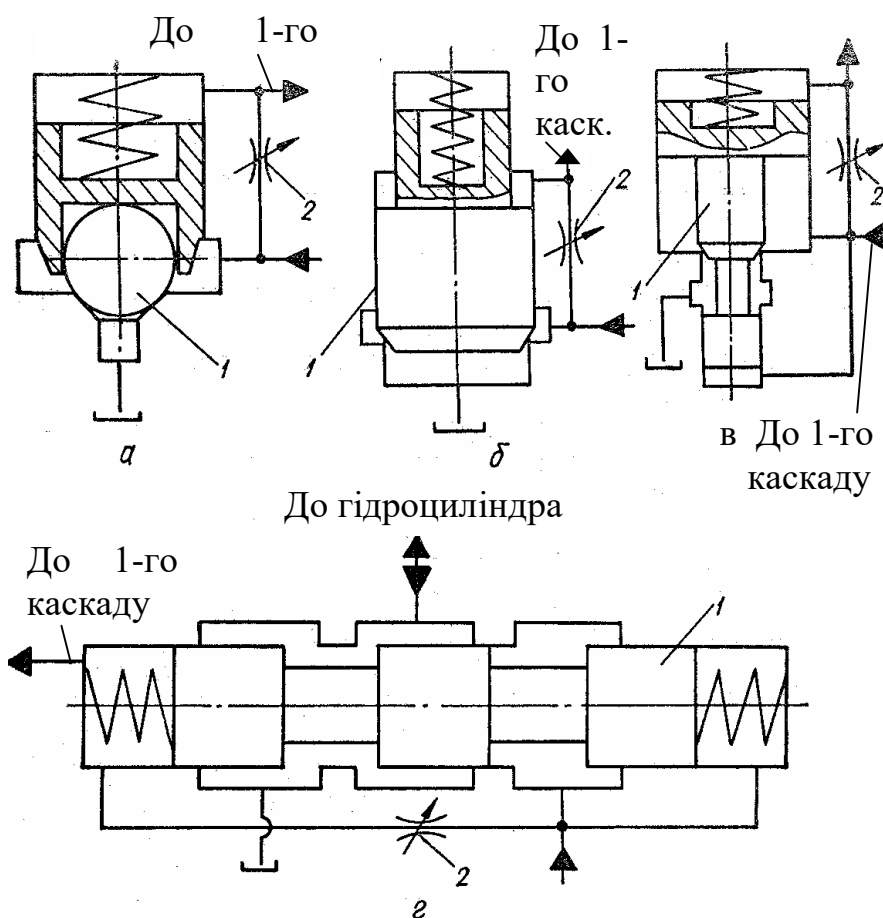 До 1-го
До 1-
го
каск.
2
2
2
1
1
1
а
б
в До 1-го
каскаду
До гідроциліндра
До 1-го
каскаду
1
2
г